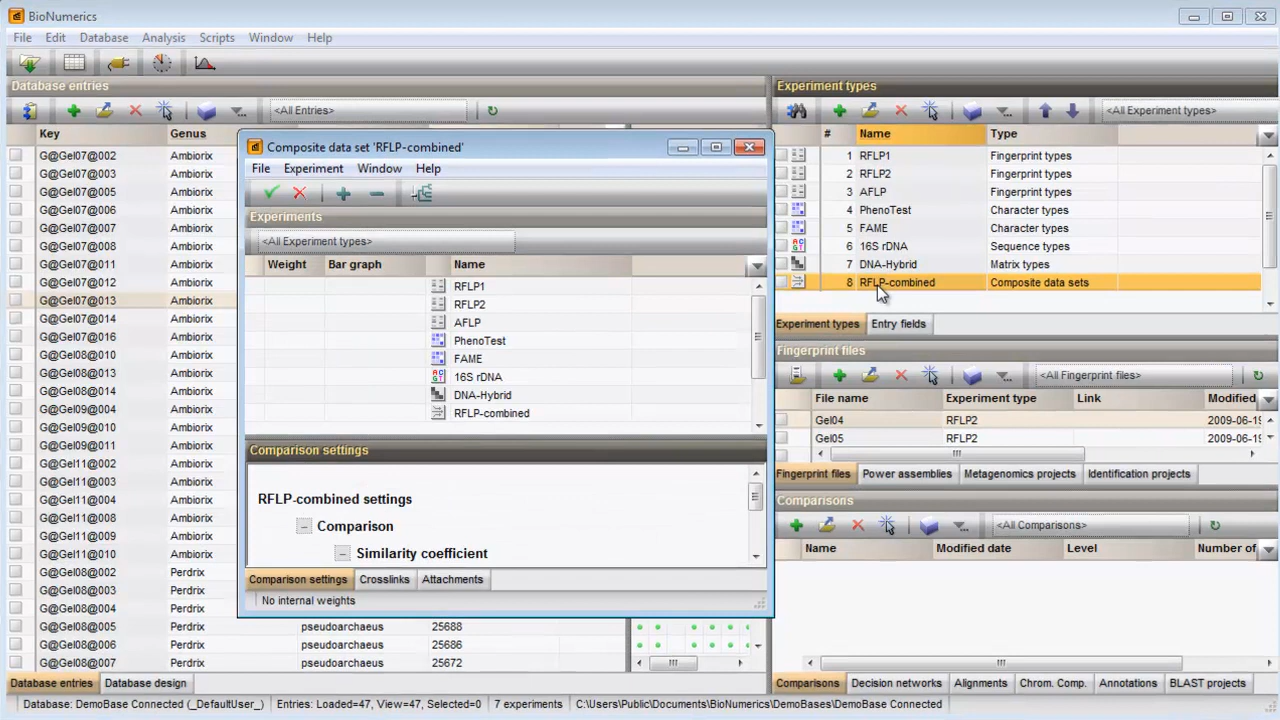 BioNumerics
File Edit Database Analysis Scripts Window Help
Database entries
<All Entries>
Key Genus
G@Gel07@002 Ambiorix
G@Gel07@003 Ambiorix
G@Gel07@005 Ambiorix
G@Gel07@006 Ambiorix
G@Gel07@007 Ambiorix
G@Gel07@008 Ambiorix
G@Gel07@011 Ambiorix
G@Gel07@012 Ambiorix
G@Gel07@013 Ambiorix
G@Gel07@014 Ambiorix
G@Gel07@016 Ambiorix
G@Gel08@010 Ambiorix
G@Gel08@013 Ambiorix
G@Gel08@014 Ambiorix
G@Gel09@004 Ambiorix
G@Gel09@010 Ambiorix
G@Gel09@011 Ambiorix
G@Gel11@002 Ambiorix
G@Gel11@003 Ambiorix
G@Gel11@004 Ambiorix
G@Gel11@008 Ambiorix
G@Gel11@009 Ambiorix
G@Gel11@010 Ambiorix
G@Gel08@002 Perdrix
G@Gel08@003 Perdrix
G@Gel08@004 Perdrix
G@Gel08@005 Perdrix pseudoarchaeus 25688
G@Gel08@006 Perdrix pseudoarchaeus 25686
G@Gel08@007 Perdrix pseudoarchaeus 25672
Database entries Database design
Composite data set 'RFLP-combined'
File Experiment Window Help
Experiments
<All Experiment types>
Weight Bar graph Name
RFLP1
RFLP2
AFLP
PhenoTest
FAME
16S rDNA
DNA-Hybrid
RFLP-combined
Comparison settings
RFLP-combined settings
Comparison
Similarity coefficient
Comparison settings Crosslinks Attachments
No internal weights
Experiment types
<All Experiment types>
# Name Type
1 RFLP1 Fingerprint types
2 RFLP2 Fingerprint types
3 AFLP Fingerprint types
4 PhenoTest Character types
5 FAME Character types
6 16S rDNA Sequence types
7 DNA-Hybrid Matrix types
8 RFLP-combined Composite data sets
Experiment types Entry fields
Fingerprint files
<All Fingerprint files>
File name Experiment type Link Modified
Gel04 RFLP2 2009-06-19
Gel05 RFLP2 2009-06-19
Fingerprint files Power assemblies Metagenomics projects Identification projects
Comparisons
<All Comparisons>
Name Modified date Level Number of
Comparisons Decision networks Alignments Chrom. Comp. Annotations BLAST projects
Database: DemoBase Connected (_DefaultUser_) Entries: Loaded=47, View=47, Selected=0 7 experiments C:\Users\Public\Documents\BioNumerics\DemoBases\DemoBase Connected